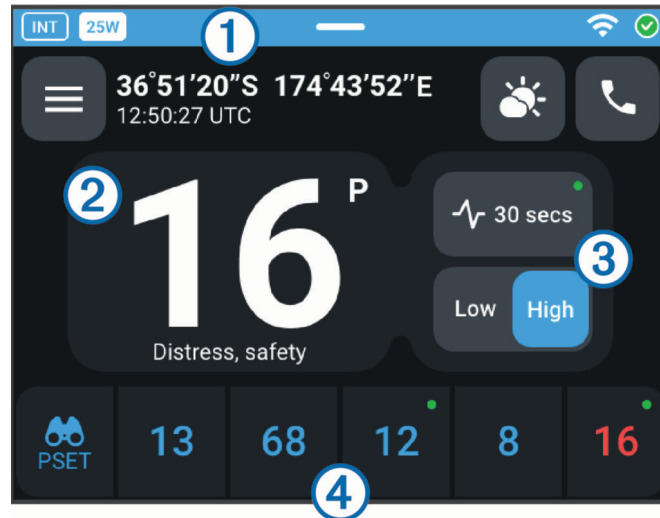 INT 25W 1
36°51'20"S 174°43'52''E
12:50:27 UTC
2 16 P
30 secs
3
Low High
Distress, safety
PSET 13 68 12 8 16
4